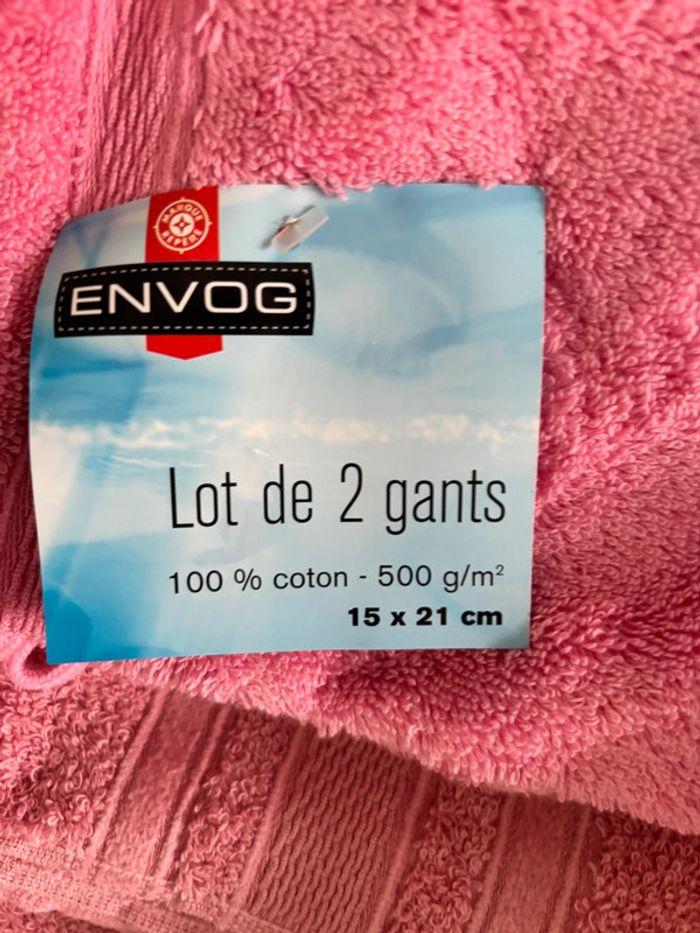 MARQUE
REPÈRE
ENVOG
Lot de 2 gants
100 % coton - 500 g/m²
15 x 21 cm